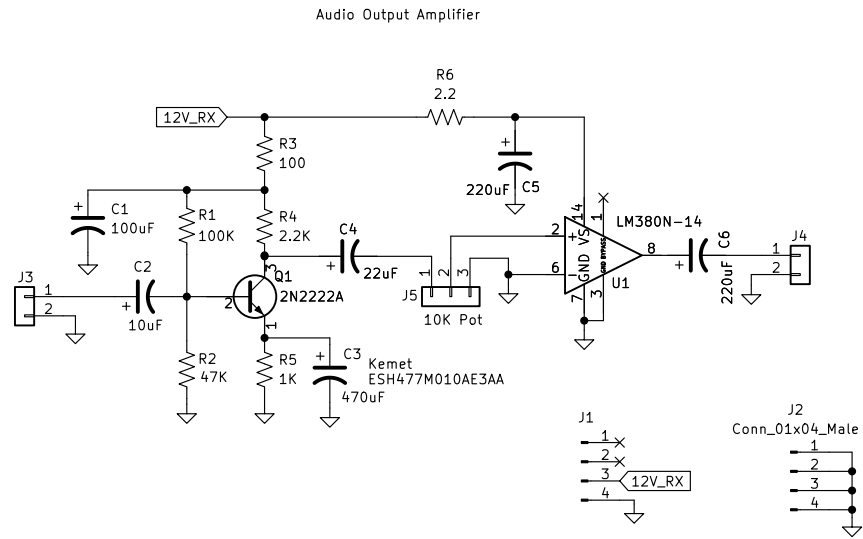 Audio Output Amplifier
R6
2.2
12V_RX
+
R3
100
+
220uF
C5
+
C1
100uF
R1
100K
R4
2.2K
C4
+
22uF
14
1
LM380N-14
VS
GND
BYPASS
GND
2
+
6
-
8
7
3
U1
C6
+
220uF
J4
1
2
J3
1
2
C2
+
10uF
3
Q1
2N2222A
2
1
1
2
3
J5
10K Pot
R2
47K
R5
1K
+
C3
470uF
Kemet
ESH477M010AE3AA
J1
1
2
3
4
12V_RX
J2
Conn_01x04_Male
1
2
3
4